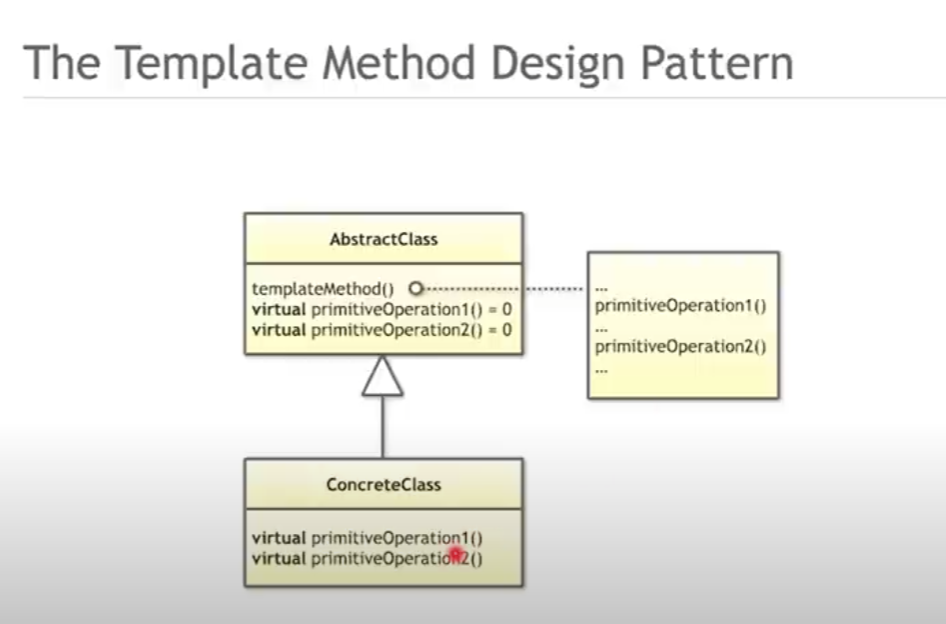 The Template Method Design Pattern
AbstractClass
templateMethod()
virtual primitiveOperation1() = 0
virtual primitiveOperation2() = 0
...
primitiveOperation1()
...
primitiveOperation2()
...
ConcreteClass
virtual primitiveOperation1()
virtual primitiveOperation2()